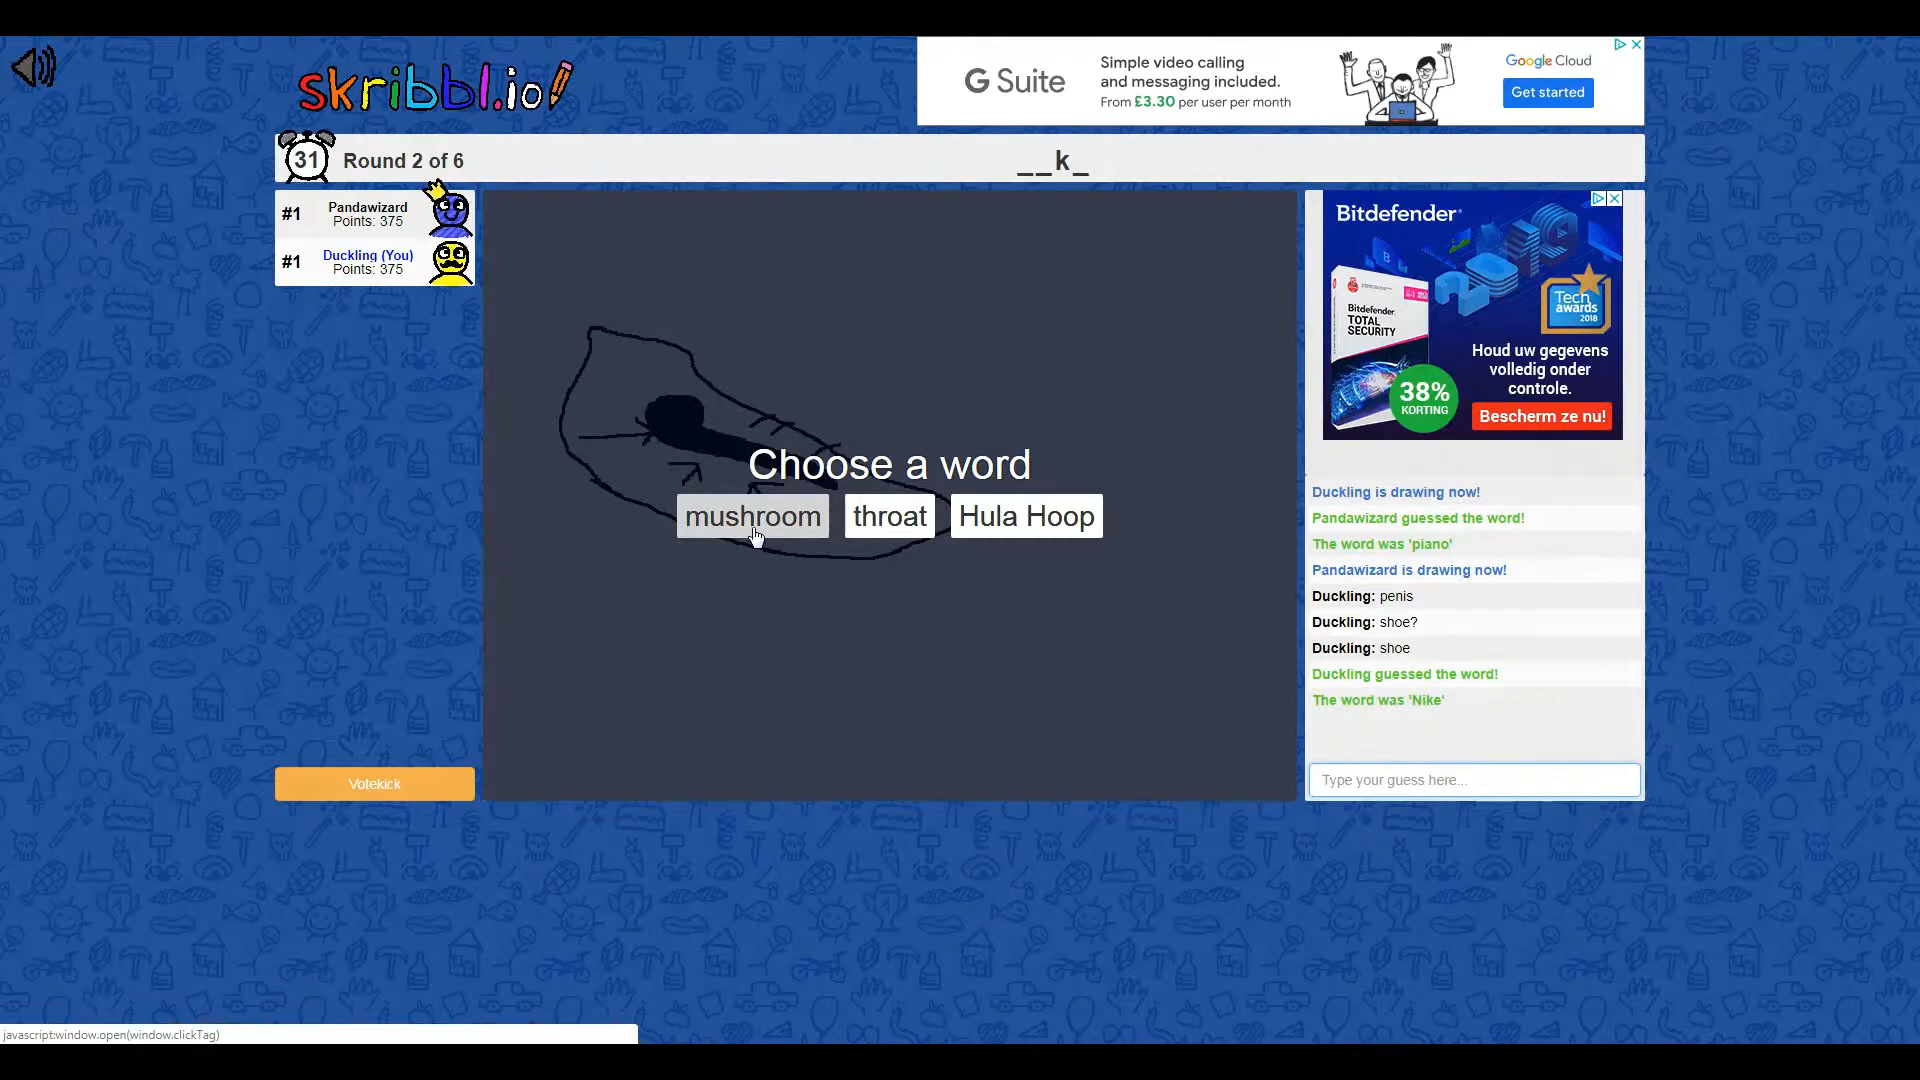 skribbl.io
G Suite
Simple video calling
and messaging included.
From £3.30 per user per month
Google Cloud
Get started
31
Round 2 of 6
__k_
#1
Pandawizard
Points: 375
#1
Duckling (You)
Points: 375
Choose a word
mushroom
throat
Hula Hoop
Bitdefender
Bitdefender
TOTAL
SECURITY
2019
Tech
awards
2018
Houd uw gegevens
volledig onder
controle.
38%
KORTING
Bescherm ze nu!
Duckling is drawing now!
Pandawizard guessed the word!
The word was 'piano'
Pandawizard is drawing now!
Duckling: penis
Duckling: shoe?
Duckling: shoe
Duckling guessed the word!
The word was 'Nike'
Type your guess here...
Votekick
javascript:window.open(window.clickTag)